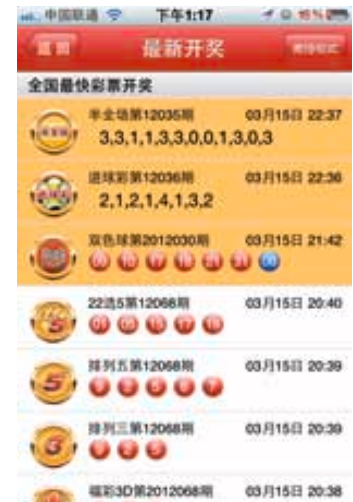 中国联通 下午1:17
返回 最新开奖
全国最快彩票开奖
半全场第12035期 03月15日 22:37
3,3,1,1,3,3,0,0,1,3,0,3
进球彩第12036期 03月15日 22:36
2,1,2,1,4,1,3,2
双色球第2012030期 03月15日 21:42
22选5第12068期 03月15日 20:40
排列五第12068期 03月15日 20:39
排列三第12068期 03月15日 20:39
福彩3D第2012068期 03月15日 20:38